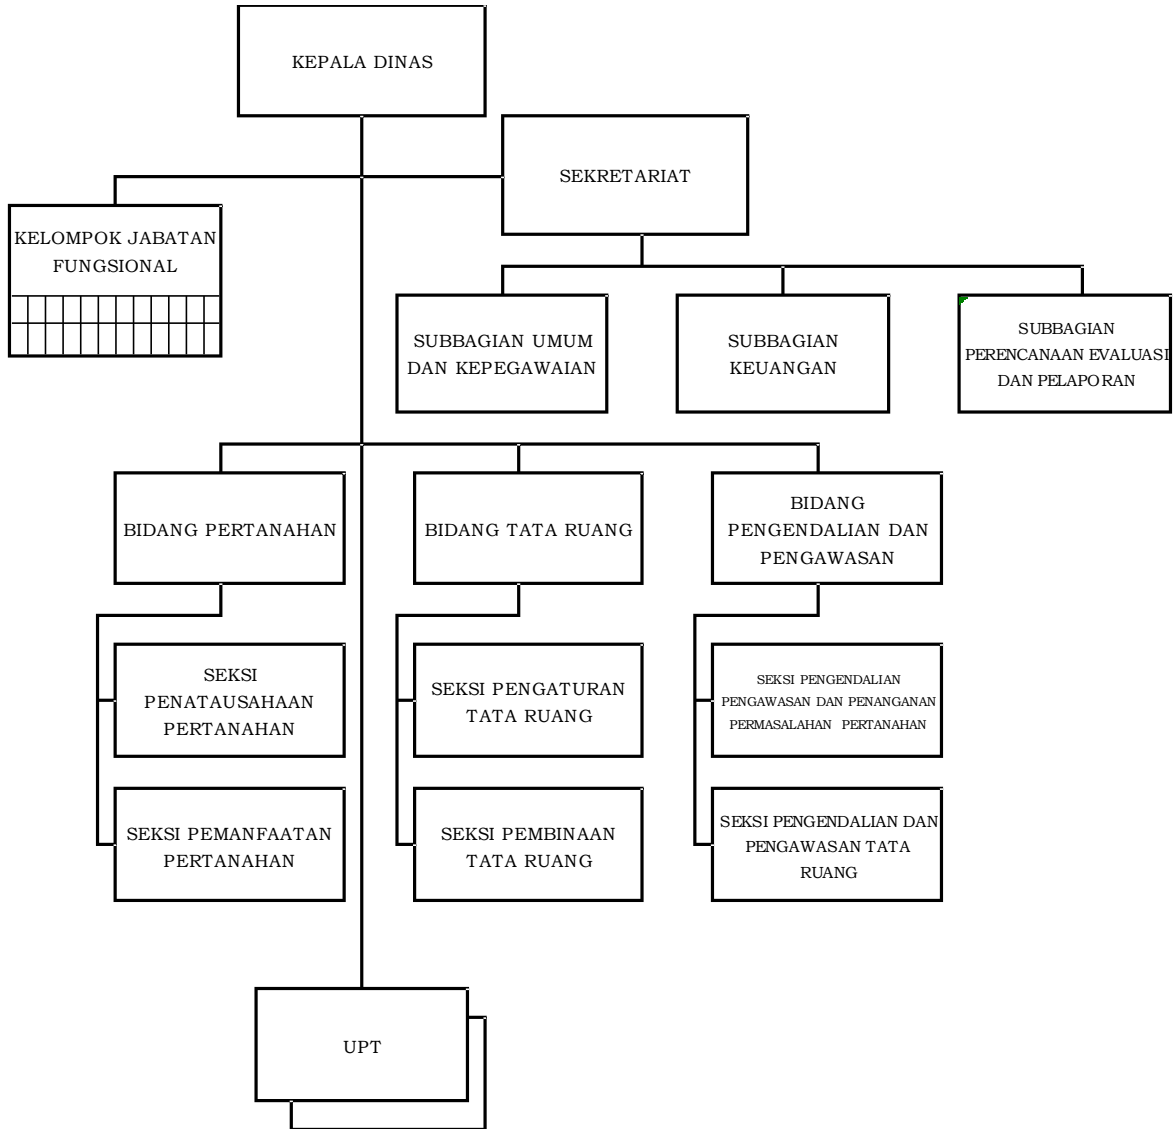 KEPALA DINAS
SEKRETARIAT
KELOMPOK JABATAN
FUNGSIONAL
SUBBAGIAN UMUM
DAN KEPEGAWAIAN
SUBBAGIAN
KEUANGAN
SUBBAGIAN
PERENCANAAN EVALUASI
DAN PELAPORAN
BIDANG PERTANAHAN
BIDANG TATA RUANG
BIDANG
PENGENDALIAN DAN
PENGAWASAN
SEKSI
PENATAUSAHAAN
PERTANAHAN
SEKSI PENGATURAN
TATA RUANG
SEKSI PENGENDALIAN
PENGAWASAN DAN PENANGANAN
PERMASALAHAN PERTANAHAN
SEKSI PEMANFAATAN
PERTANAHAN
SEKSI PEMBINAAN
TATA RUANG
SEKSI PENGENDALIAN DAN
PENGAWASAN TATA
RUANG
UPT